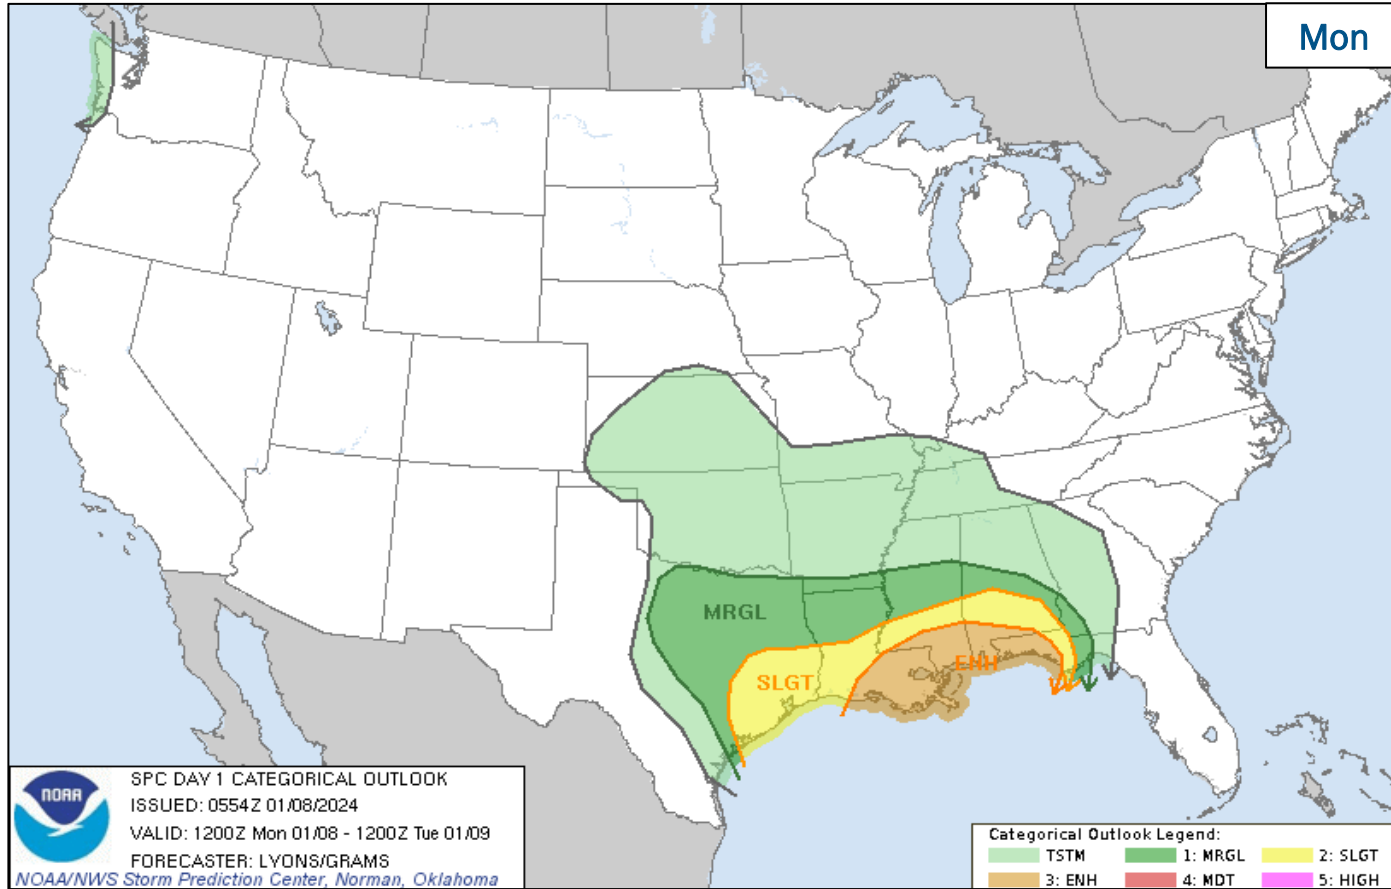 Mon
MRGL
SLGT
ENH
NOAA
SPC DAY 1 CATEGORICAL OUTLOOK
ISSUED: 0554Z 01/08/2024
VALID: 1200Z Mon 01/08 - 1200Z Tue 01/09
FORECASTER: LYONS/GRAMS
NOAA/NWS Storm Prediction Center, Norman, Oklahoma
Categorical Outlook Legend:
TSTM 1: MRGL 2: SLGT
3: ENH 4: MDT 5: HIGH